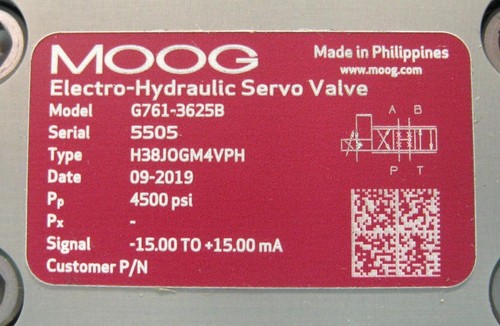 MOOG
Made in Philippines
www.moog.com
Electro-Hydraulic Servo Valve
Model G761-3625B
Serial 5505
Type H38JOGM4VPH
Date 09-2019
Pp 4500 psi
Px -
Signal -15.00 TO +15.00 mA
Customer P/N
A B
P T